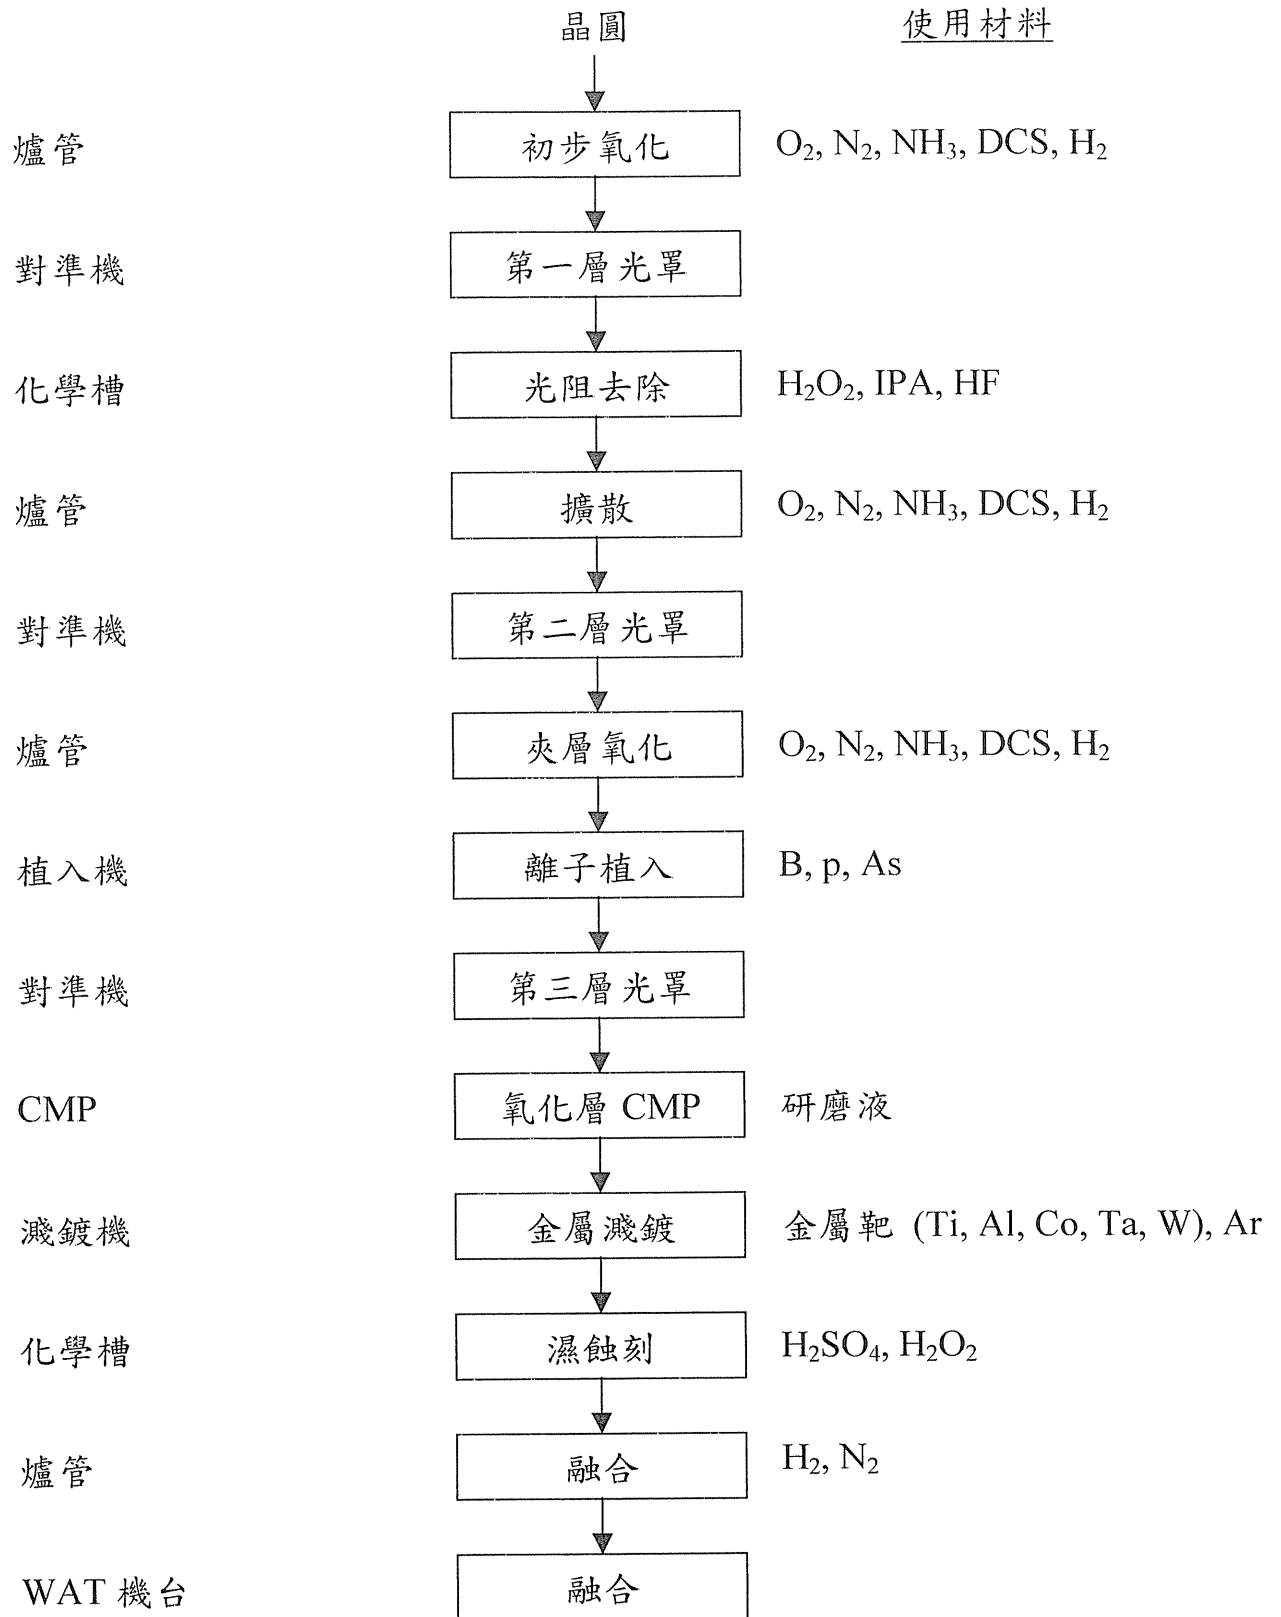 晶圓 使用材料
爐管 初步氧化 O₂, N₂, NH₃, DCS, H₂
對準機 第一層光罩
化學槽 光阻去除 H₂O₂, IPA, HF
爐管 擴散 O₂, N₂, NH₃, DCS, H₂
對準機 第二層光罩
爐管 夾層氧化 O₂, N₂, NH₃, DCS, H₂
植入機 離子植入 B, p, As
對準機 第三層光罩
CMP 氧化層 CMP 研磨液
濺鍍機 金屬濺鍍 金屬靶 (Ti, Al, Co, Ta, W), Ar
化學槽 濕蝕刻 H₂SO₄, H₂O₂
爐管 融合 H₂, N₂
WAT 機台 融合